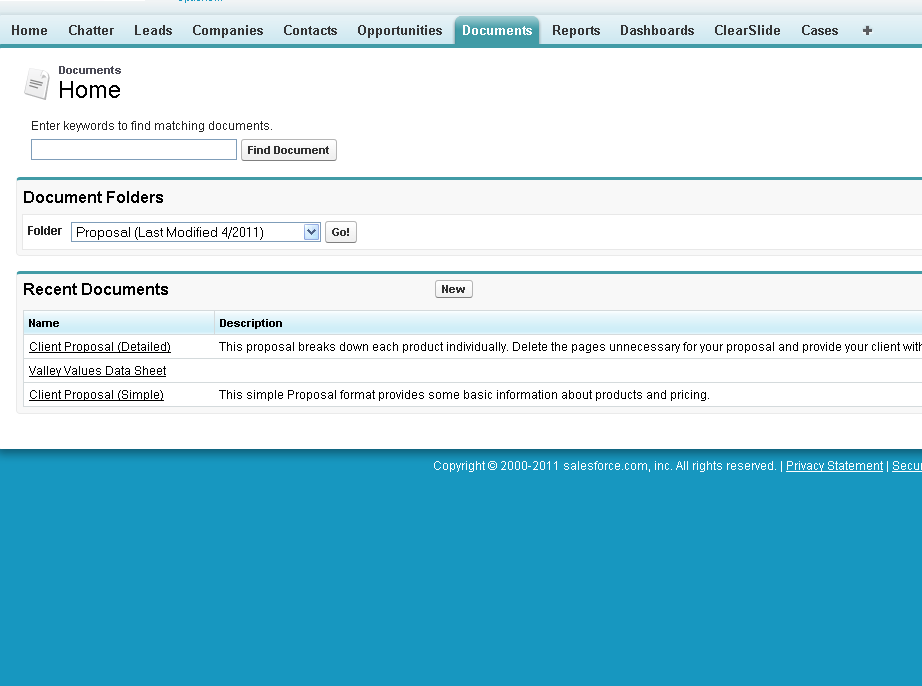 Home Chatter Leads Companies Contacts Opportunities Documents Reports Dashboards ClearSlide Cases +
Documents
Home
Enter keywords to find matching documents.
Find Document
Document Folders
Folder Proposal (Last Modified 4/2011) Go!
Recent Documents New
Name Description
Client Proposal (Detailed) This proposal breaks down each product individually. Delete the pages unnecessary for your proposal and provide your client with
Valley Values Data Sheet
Client Proposal (Simple) This simple Proposal format provides some basic information about products and pricing.
Copyright © 2000-2011 salesforce.com, inc. All rights reserved. | Privacy Statement |